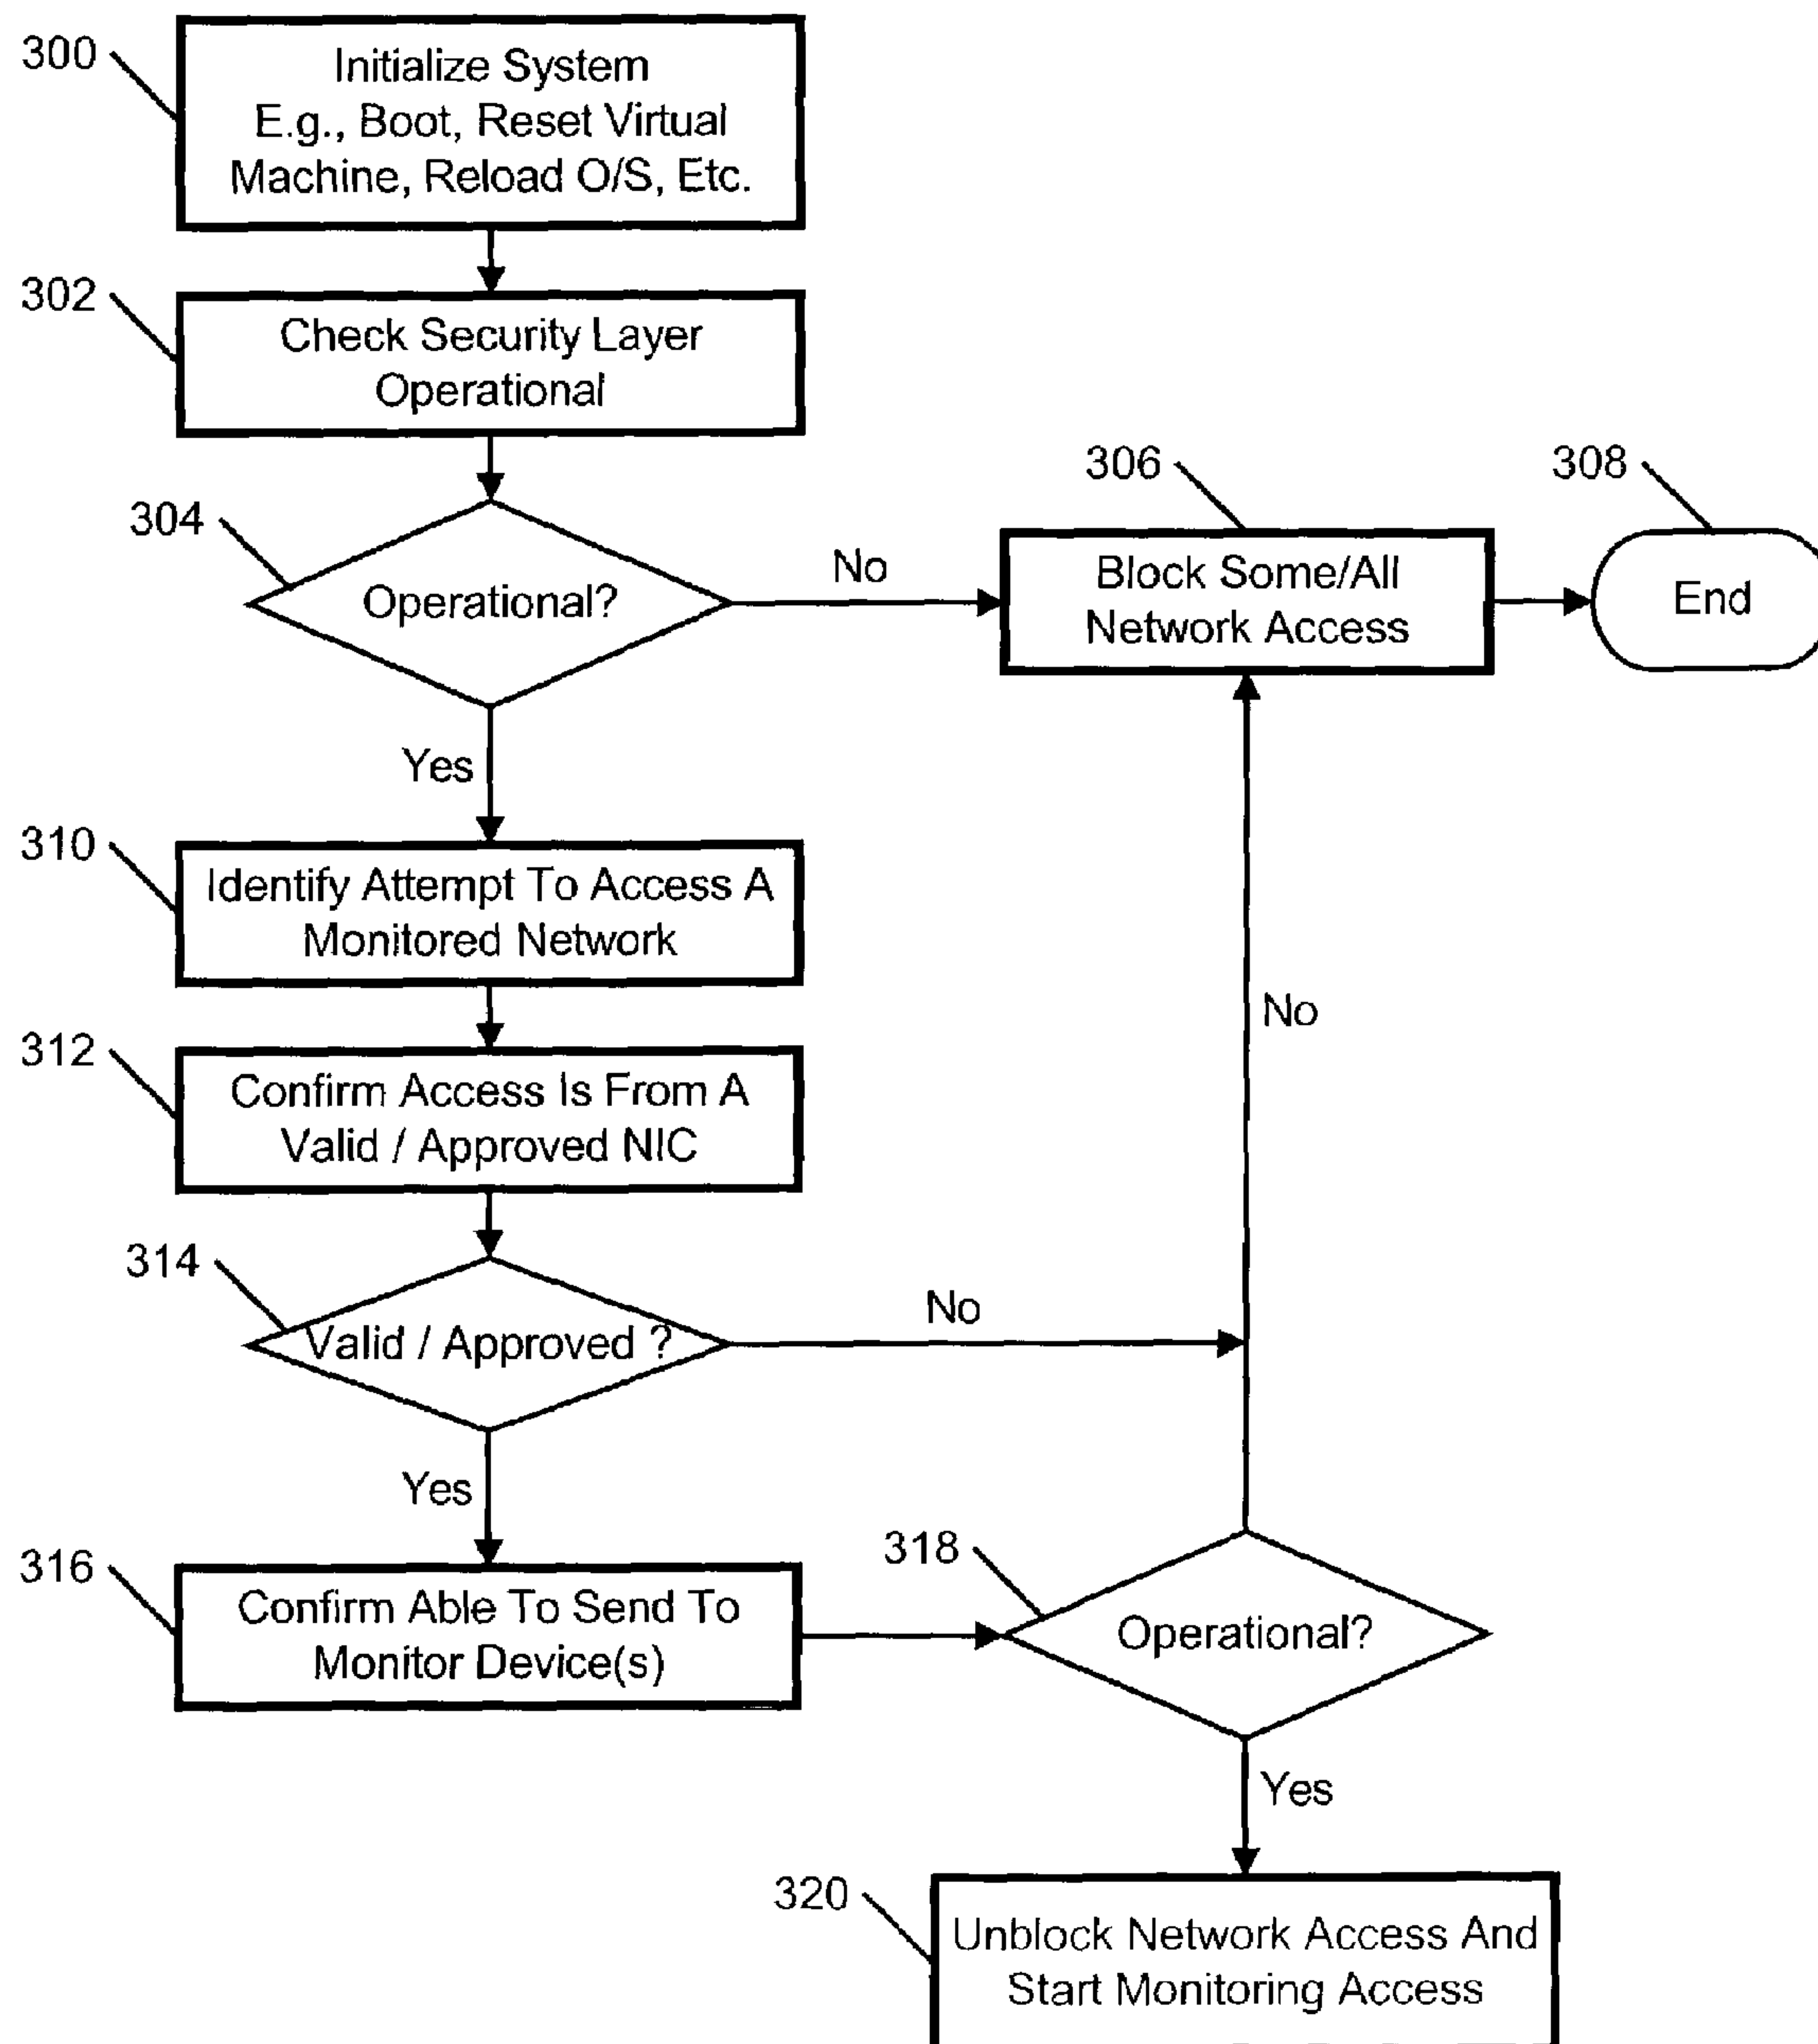 300
Initialize System
E.g., Boot, Reset Virtual
Machine, Reload O/S, Etc.
302
Check Security Layer
Operational
304
Operational?
No
306
Block Some/All
Network Access
308
End
Yes
310
Identify Attempt To Access A
Monitored Network
No
312
Confirm Access Is From A
Valid / Approved NIC
314
Valid / Approved ?
No
Yes
316
Confirm Able To Send To
Monitor Device(s)
318
Operational?
Yes
320
Unblock Network Access And
Start Monitoring Access